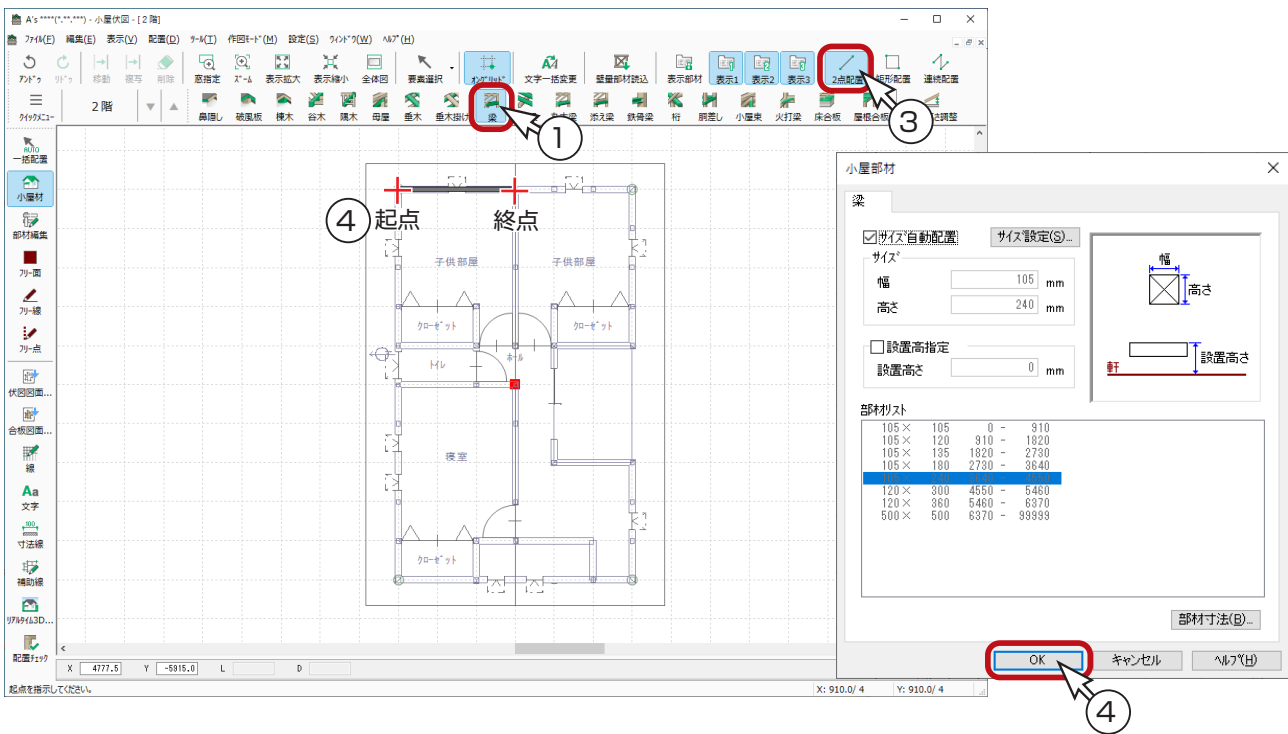 A's ****(*.**.***) - 小屋伏図 - [2 階]
ファイル(F) 編集(E) 表示(V) 配置(D) ツール(T) 作図モード(M) 設定(S) ウィンドウ(W) ヘルプ(H)
アンドゥ リドゥ 移動 複写 削除 窓指定 ズーム 表示拡大 表示縮小 全体図 要素選択 オングリッド 文字一括変更 壁量部材読込 表示部材 表示1 表示2 表示3 2点配置 矩形配置 連続配置
クイックメニュー 2 階 鼻隠し 破風板 棟木 谷木 隅木 母屋 垂木 垂木掛け 梁 添え梁 鉄骨梁 桁 胴差し 小屋束 火打梁 床合板 屋根合板
①
③
AUTO
一括配置
小屋材
部材編集
フリー面
フリー線
フリー点
伏図図面...
合板図面...
線
Aa
文字
100
寸法線
補助線
リアルタイム3D...
配置チェック
④ 起点 終点
子供部屋 子供部屋
クローゼット クローゼット
トイレ ホール
寝室
クローゼット
X 4777.5 Y -5915.0 L D
起点を指示してください。 X: 910.0/ 4 Y: 910.0/ 4
小屋部材
梁
サイズ自動配置 サイズ設定(S)...
サイズ
幅 105 mm
高さ 240 mm
設置高指定
設置高さ 0 mm
幅
高さ
設置高さ
軒
部材リスト
105× 105 0 - 910
105× 120 910 - 1820
105× 135 1820 - 2730
105× 180 2730 - 3640
120× 300 4550 - 5460
120× 360 5460 - 6370
500× 500 6370 - 99999
部材寸法(B)...
OK キャンセル ヘルプ(H)
④